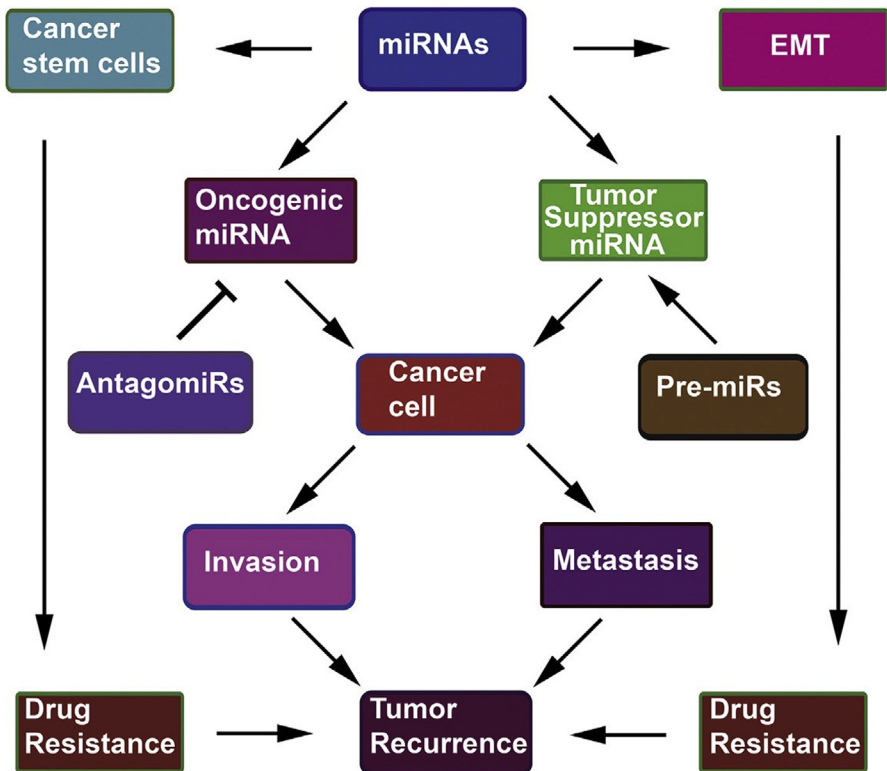 Cancer
stem cells
miRNAs
EMT
Oncogenic
miRNA
Tumor
Suppressor
miRNA
AntagomiRs
Cancer
cell
Pre-miRs
Invasion
Metastasis
Drug
Resistance
Tumor
Recurrence
Drug
Resistance